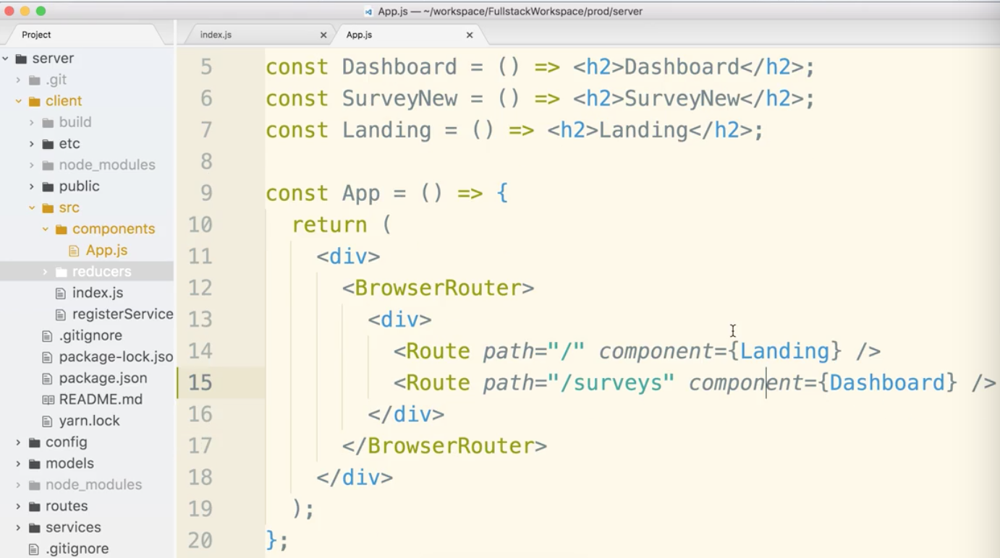 App.js — ~/workspace/FullstackWorkspace/prod/server
Project
index.js
App.js
server
.git
client
build
etc
node_modules
public
src
components
App.js
reducers
index.js
registerService
.gitignore
package-lock.jso
package.json
README.md
yarn.lock
config
models
node_modules
routes
services
.gitignore
5 const Dashboard = () => <h2>Dashboard</h2>;
6 const SurveyNew = () => <h2>SurveyNew</h2>;
7 const Landing = () => <h2>Landing</h2>;
8
9 const App = () => {
10 return (
11 <div>
12 <BrowserRouter>
13 <div>
14 <Route path="/" component={Landing} />
15 <Route path="/surveys" component={Dashboard} />
16 </div>
17 </BrowserRouter>
18 </div>
19 );
20 };